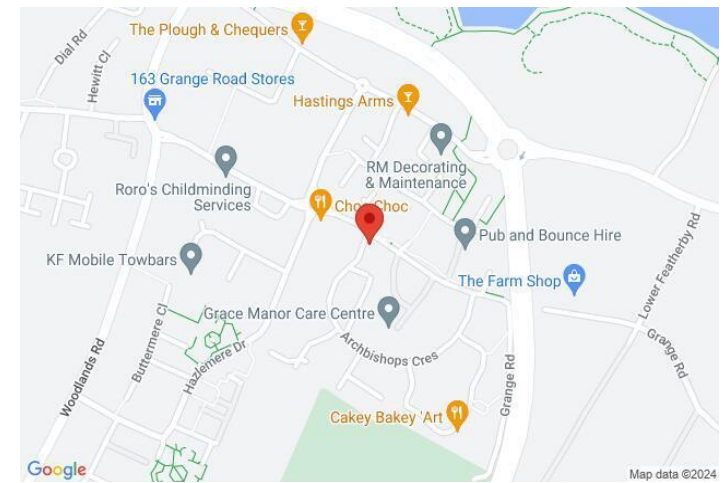 The Plough & Chequers
Dial Rd
Hewitt Cl
163 Grange Road Stores
Hastings Arms
RM Decorating
& Maintenance
Roro's Childminding
Services
Choc Choc
Pub and Bounce Hire
KF Mobile Towbars
The Farm Shop
Lower Featherby Rd
Grace Manor Care Centre
Buttermere Cl
Hazlemere Dr
Archbishops Cres
Grange Rd
Grange Rd
Woodlands Rd
Cakey Bakey 'Art
Google
Map data ©2024